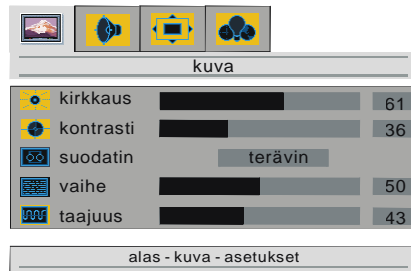 kuva
kirkkaus 61
kontrasti 36
suodatin terävin
vaihe 50
taajuus 43
alas - kuva - asetukset